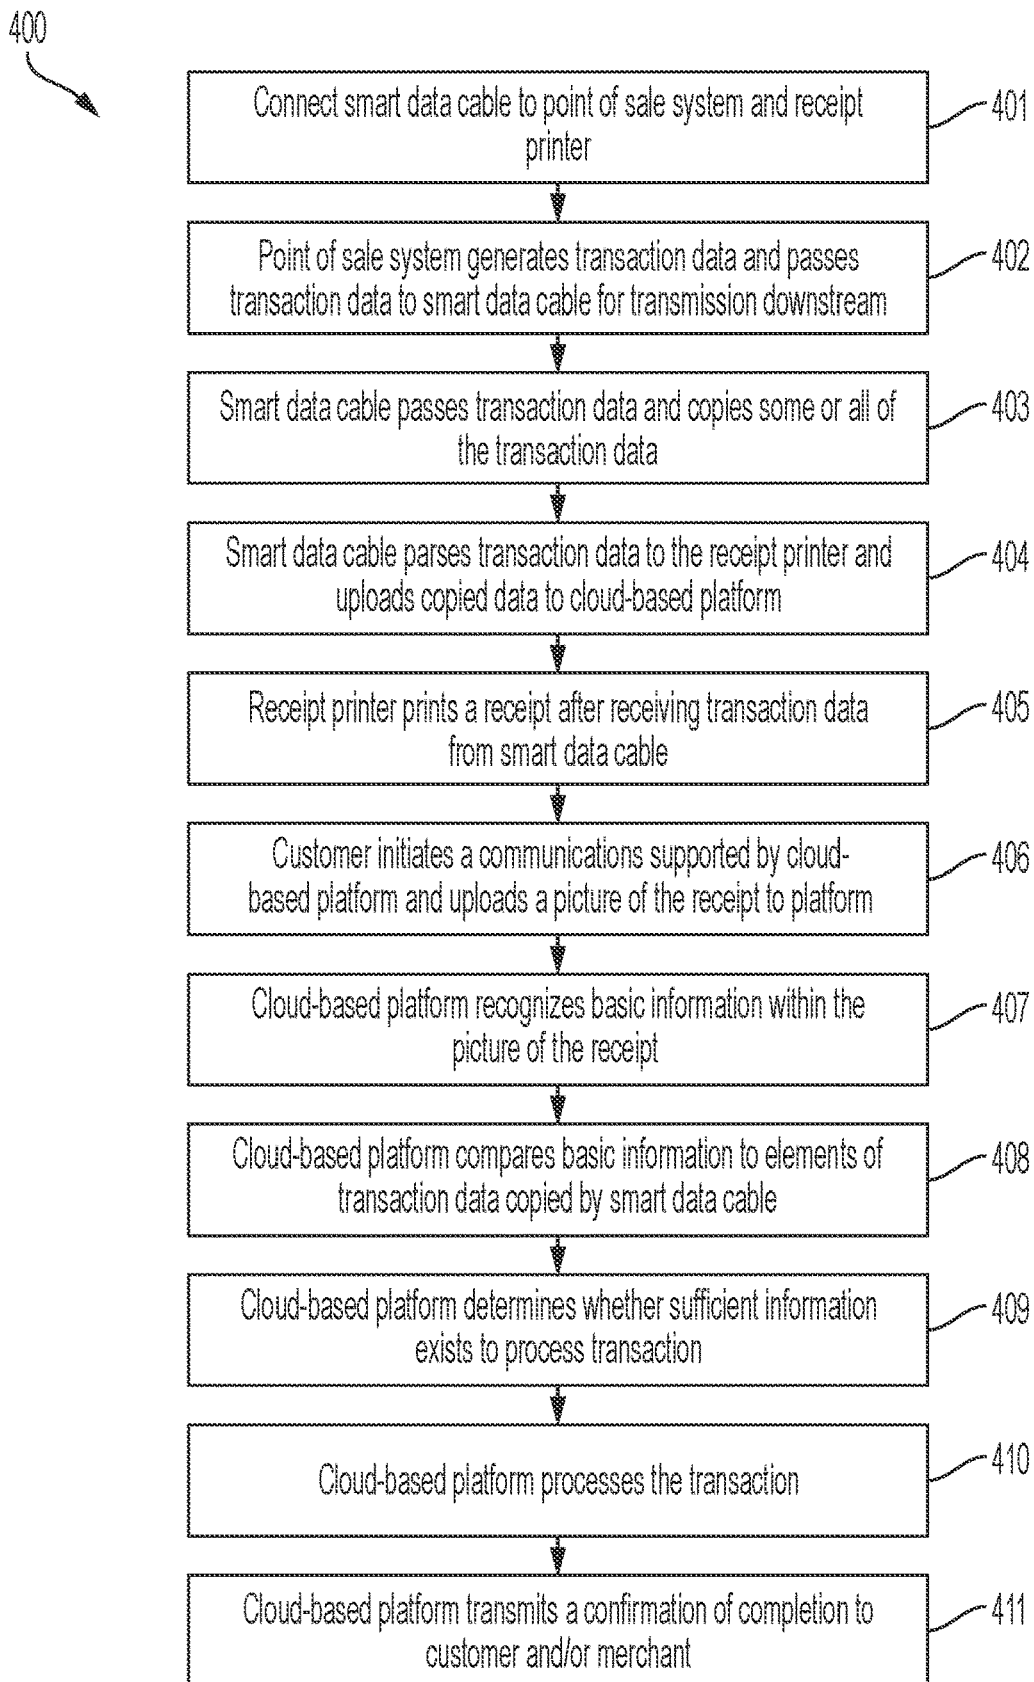 400
Connect smart data cable to point of sale system and receipt
printer
401
Point of sale system generates transaction data and passes
transaction data to smart data cable for transmission downstream
402
Smart data cable passes transaction data and copies some or all of
the transaction data
403
Smart data cable parses transaction data to the receipt printer and
uploads copied data to cloud-based platform
404
Receipt printer prints a receipt after receiving transaction data
from smart data cable
405
Customer initiates a communications supported by cloud-
based platform and uploads a picture of the receipt to platform
406
Cloud-based platform recognizes basic information within the
picture of the receipt
407
Cloud-based platform compares basic information to elements of
transaction data copied by smart data cable
408
Cloud-based platform determines whether sufficient information
exists to process transaction
409
Cloud-based platform processes the transaction
410
Cloud-based platform transmits a confirmation of completion to
customer and/or merchant
411